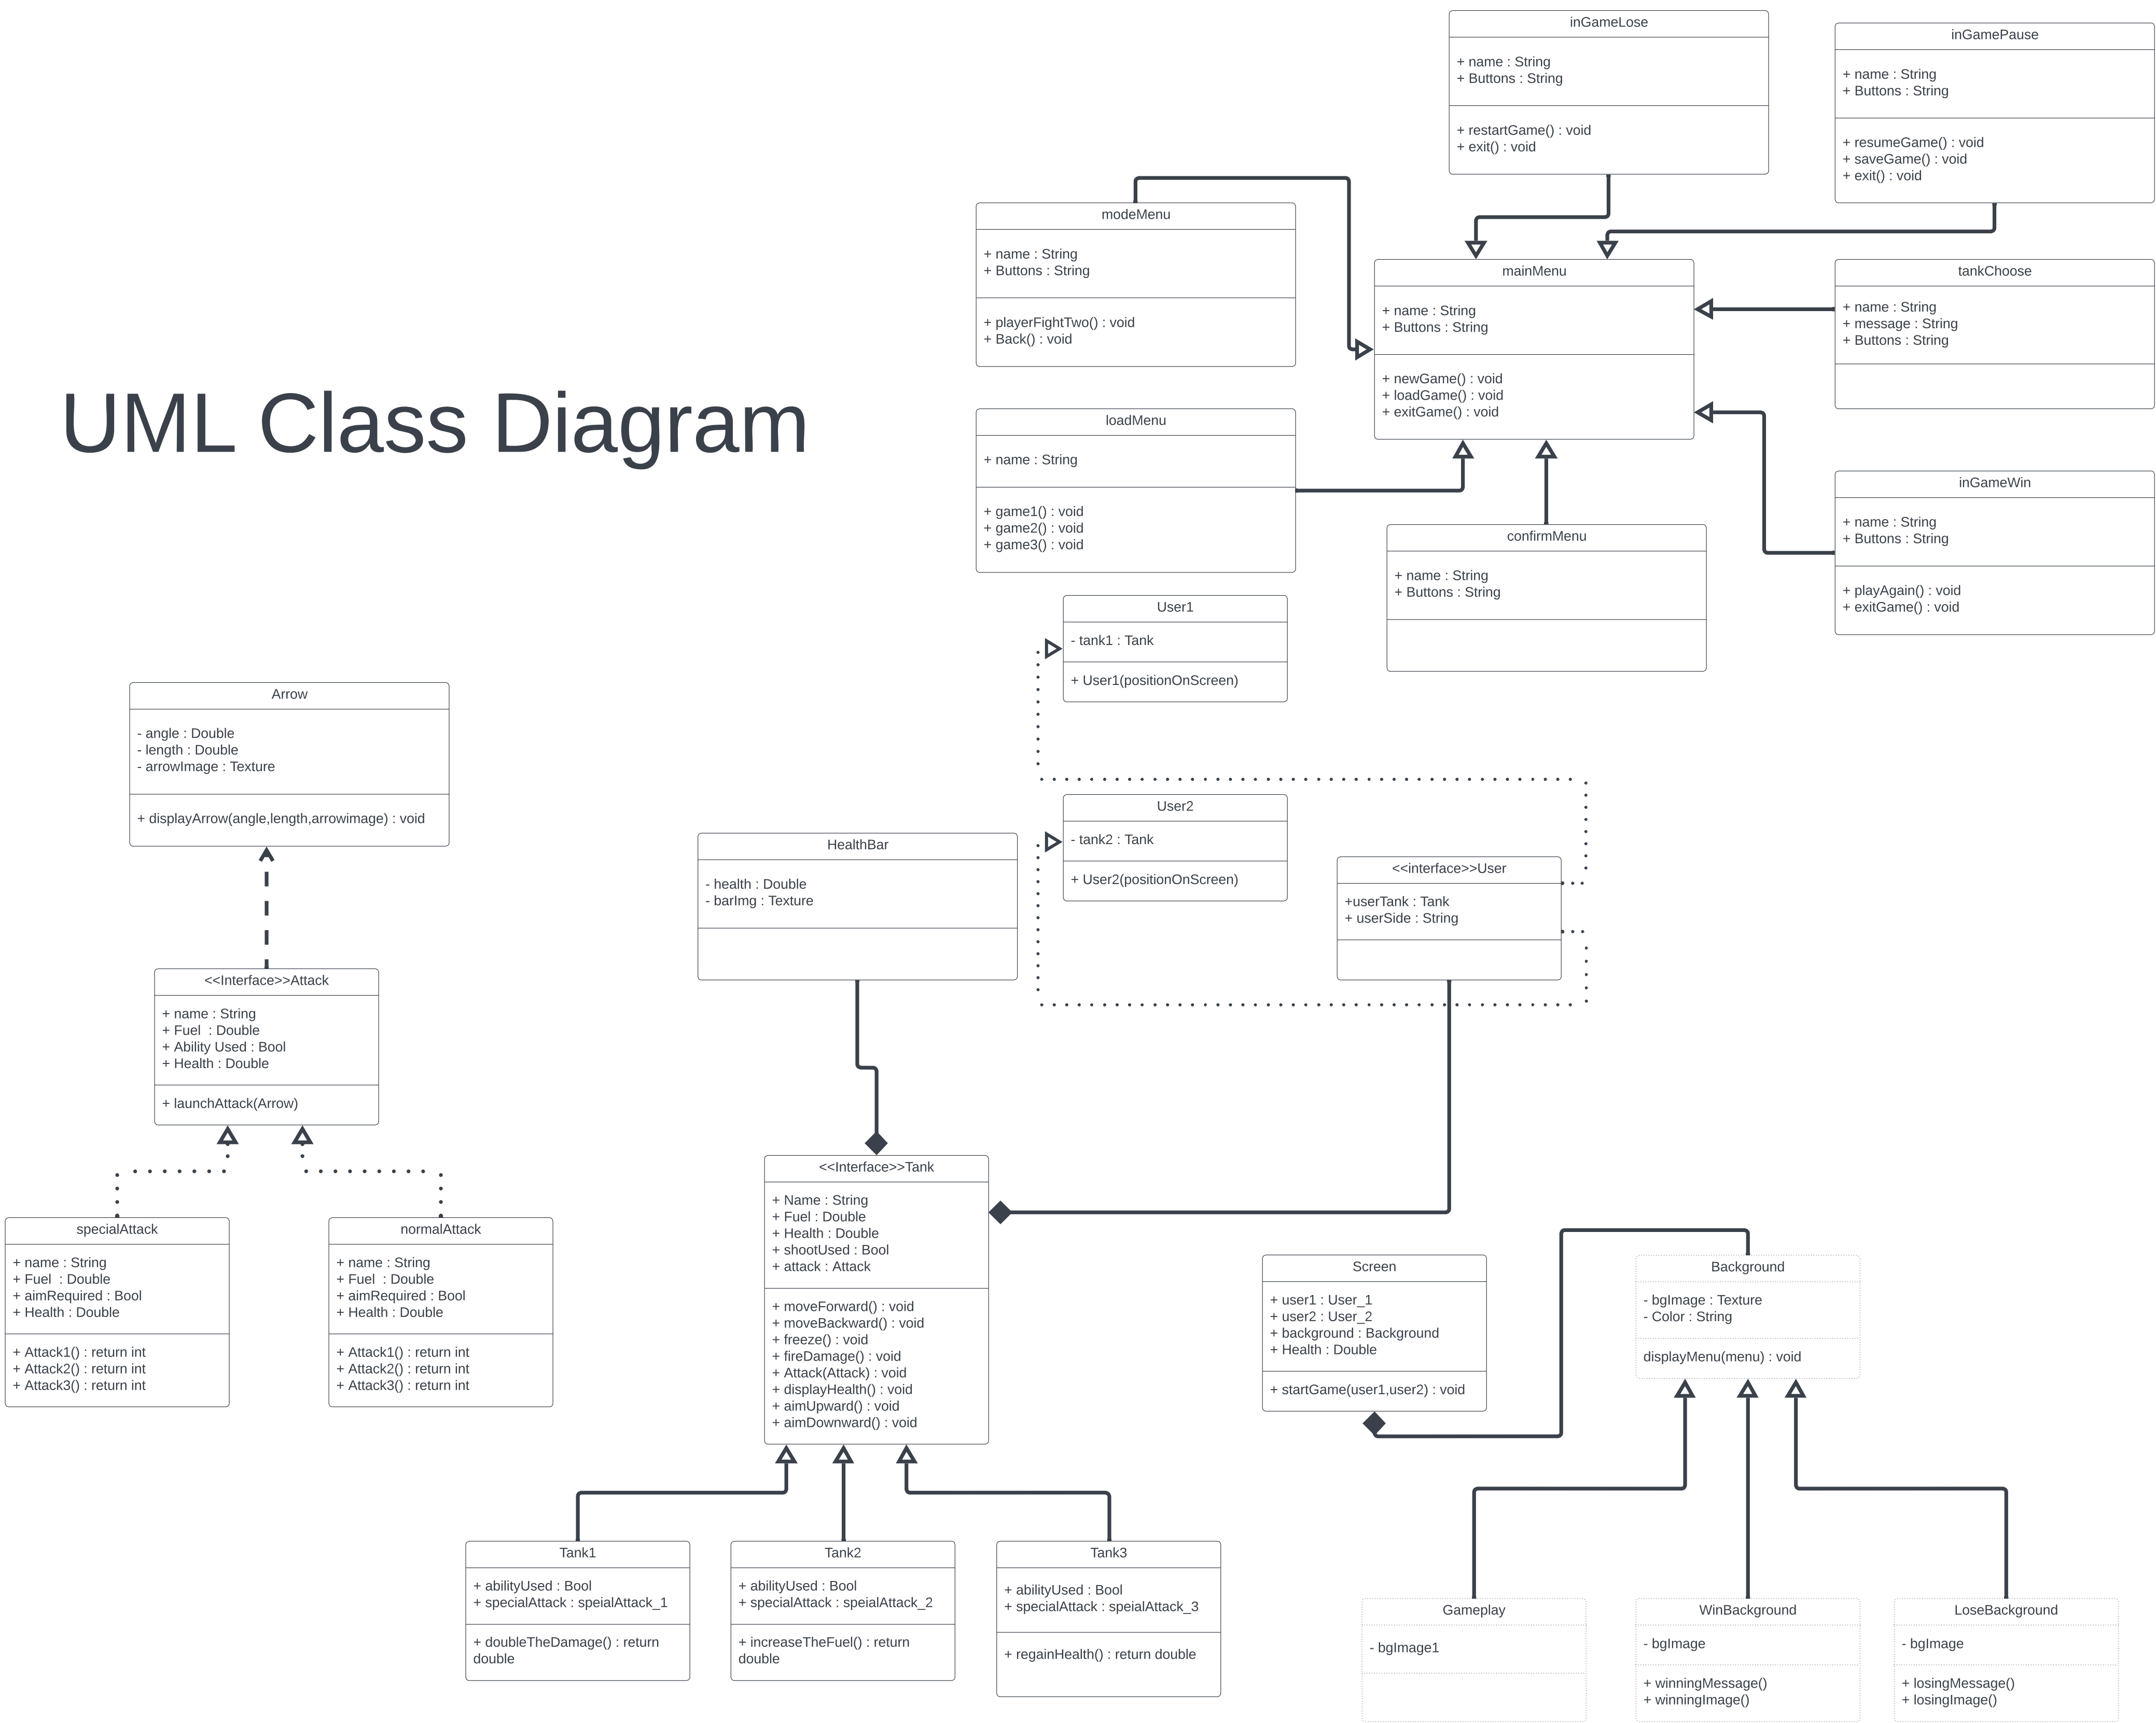 UML Class Diagram
inGameLose
+ name : String
+ Buttons : String
+ restartGame() : void
+ exit() : void
inGamePause
+ name : String
+ Buttons : String
+ resumeGame() : void
+ saveGame() : void
+ exit() : void
modeMenu
+ name : String
+ Buttons : String
+ playerFightTwo() : void
+ Back() : void
mainMenu
+ name : String
+ Buttons : String
+ newGame() : void
+ loadGame() : void
+ exitGame() : void
tankChoose
+ name : String
+ message : String
+ Buttons : String
loadMenu
+ name : String
+ game1() : void
+ game2() : void
+ game3() : void
confirmMenu
+ name : String
+ Buttons : String
inGameWin
+ name : String
+ Buttons : String
+ playAgain() : void
+ exitGame() : void
User1
- tank1 : Tank
+ User1(positionOnScreen)
Arrow
- angle : Double
- length : Double
- arrowImage : Texture
+ displayArrow(angle,length,arrowimage) : void
HealthBar
- health : Double
- barImg : Texture
User2
- tank2 : Tank
+ User2(positionOnScreen)
<<interface>>User
+userTank : Tank
+ userSide : String
<<Interface>>Attack
+ name : String
+ Fuel  : Double
+ Ability Used : Bool
+ Health : Double
+ launchAttack(Arrow)
specialAttack
+ name : String
+ Fuel  : Double
+ aimRequired : Bool
+ Health : Double
+ Attack1() : return int
+ Attack2() : return int
+ Attack3() : return int
normalAttack
+ name : String
+ Fuel  : Double
+ aimRequired : Bool
+ Health : Double
+ Attack1() : return int
+ Attack2() : return int
+ Attack3() : return int
<<Interface>>Tank
+ Name : String
+ Fuel : Double
+ Health : Double
+ shootUsed : Bool
+ attack : Attack
+ moveForward() : void
+ moveBackward() : void
+ freeze() : void
+ fireDamage() : void
+ Attack(Attack) : void
+ displayHealth() : void
+ aimUpward() : void
+ aimDownward() : void
Screen
+ user1 : User_1
+ user2 : User_2
+ background : Background
+ Health : Double
+ startGame(user1,user2) : void
Background
- bgImage : Texture
- Color : String
displayMenu(menu) : void
Tank1
+ abilityUsed : Bool
+ specialAttack : speialAttack_1
+ doubleTheDamage() : return
double
Tank2
+ abilityUsed : Bool
+ specialAttack : speialAttack_2
+ increaseTheFuel() : return
double
Tank3
+ abilityUsed : Bool
+ specialAttack : speialAttack_3
+ regainHealth() : return double
Gameplay
- bgImage1
WinBackground
- bgImage
+ winningMessage()
+ winningImage()
LoseBackground
- bgImage
+ losingMessage()
+ losingImage()